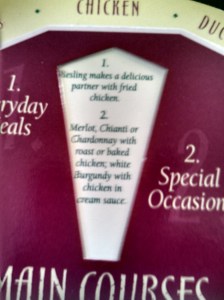 CHICKEN
DUC
1.
Riesling makes a delicious
partner with fried
chicken.
2.
Merlot, Chianti or
Chardonnay with
roast or baked
chicken; white
Burgundy with
chicken in
cream sauce.
1.
eryday
eals
2.
Special
Occasion
MAIN COURSES